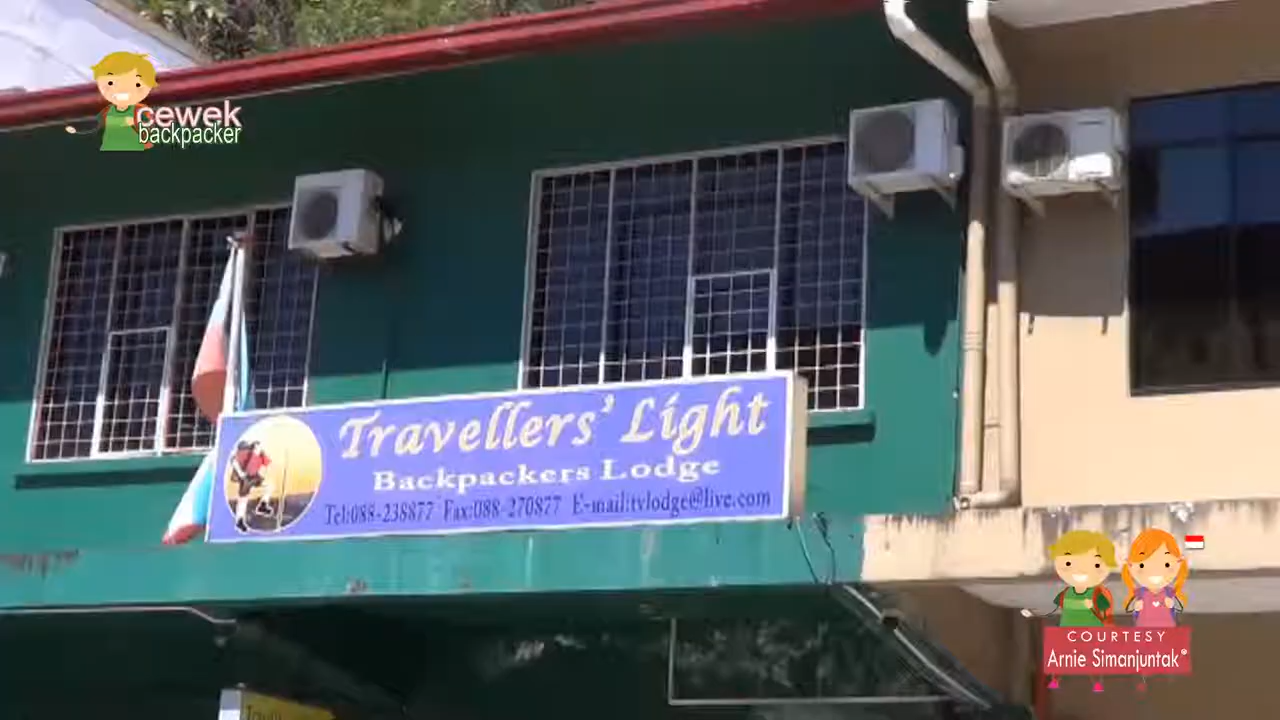 cewek
backpacker
Travellers' Light
Backpackers Lodge
Tel:088-238877 Fax:088-270877 E-mail:tvlodge@live.com
COURTESY
Arnie Simanjuntak